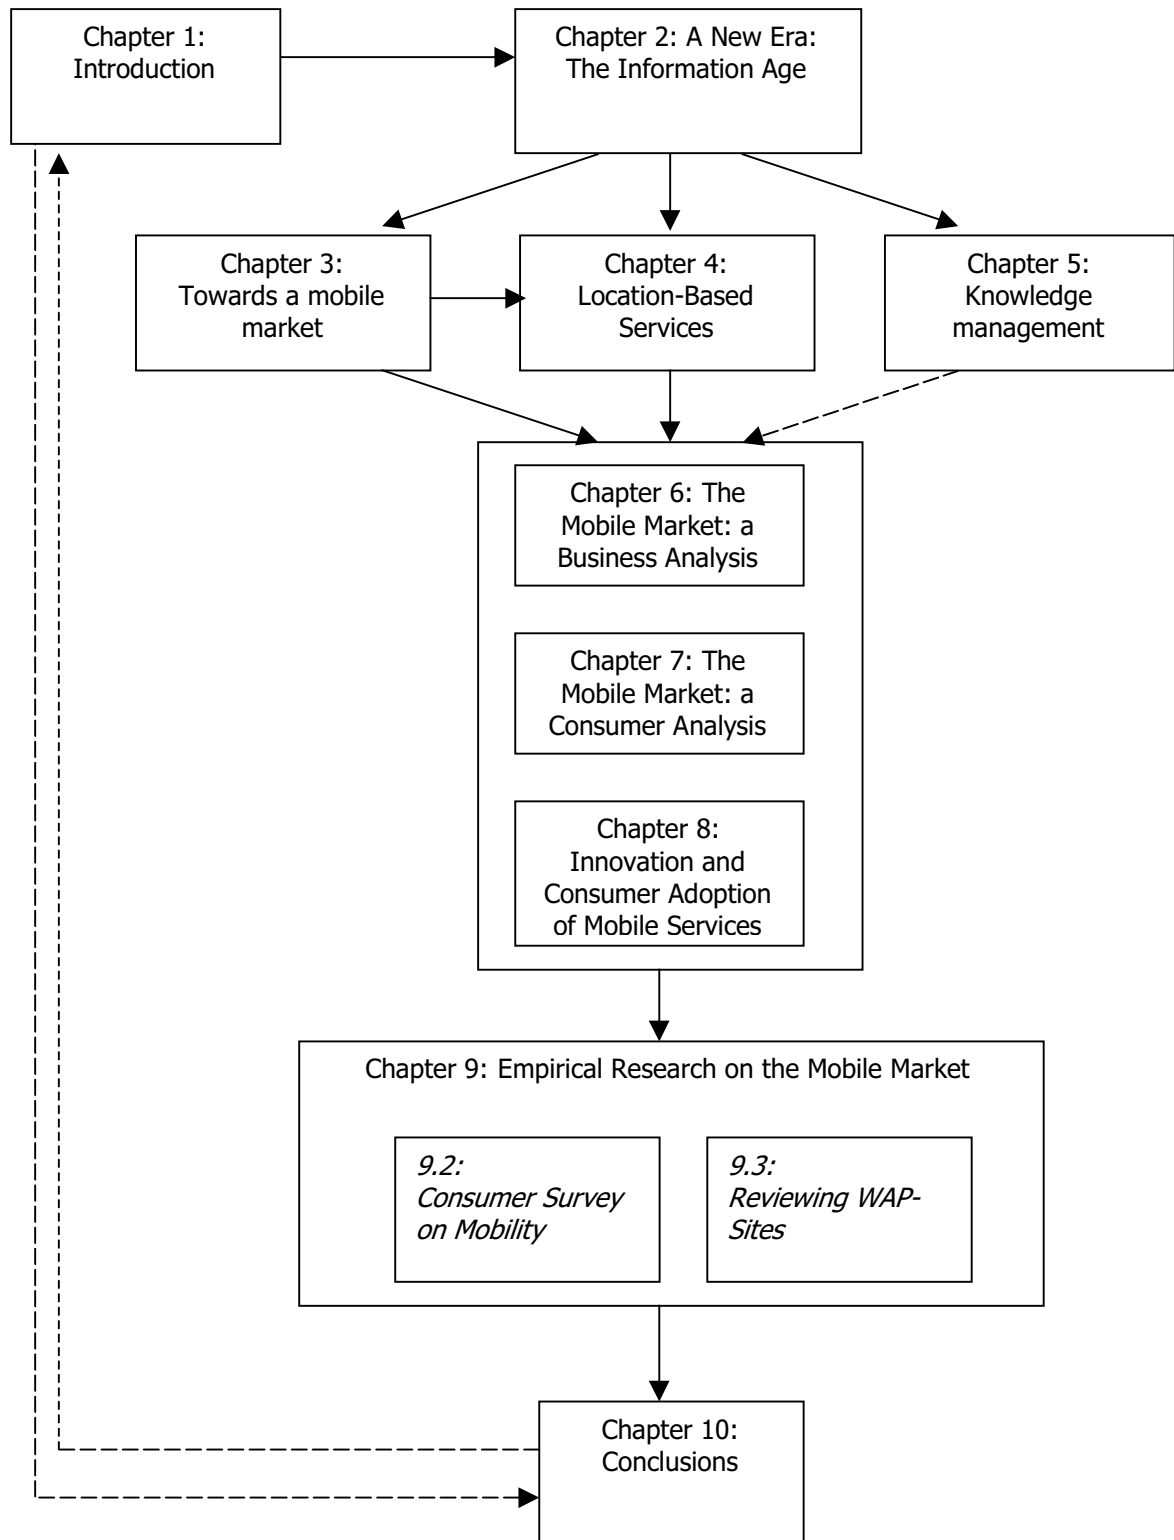 Chapter 1:
Introduction
Chapter 2: A New Era:
The Information Age
Chapter 3:
Towards a mobile
market
Chapter 4:
Location-Based
Services
Chapter 5:
Knowledge
management
Chapter 6: The
Mobile Market: a
Business Analysis
Chapter 7: The
Mobile Market: a
Consumer Analysis
Chapter 8:
Innovation and
Consumer Adoption
of Mobile Services
Chapter 9: Empirical Research on the Mobile Market
9.2:
Consumer Survey
on Mobility
9.3:
Reviewing WAP-
Sites
Chapter 10:
Conclusions